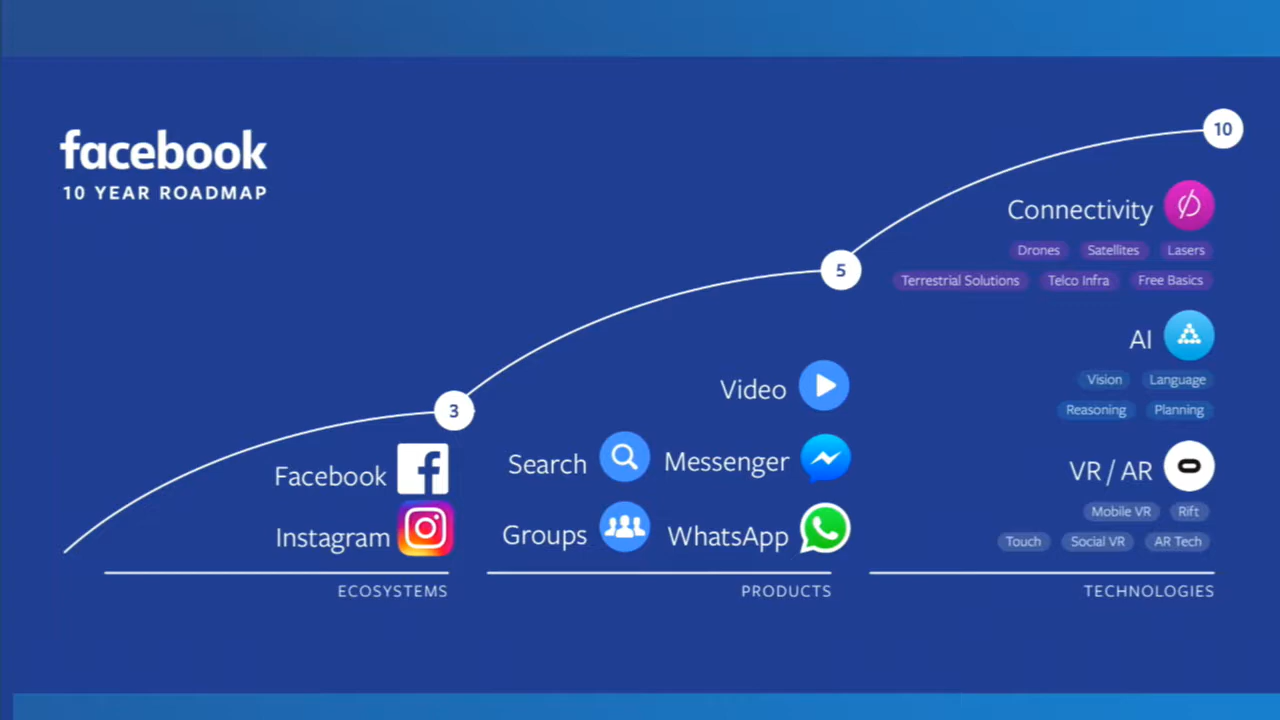 facebook
10 YEAR ROADMAP
3
Facebook
Instagram
ECOSYSTEMS
5
Video
Search
Messenger
Groups
WhatsApp
PRODUCTS
10
Connectivity
Drones Satellites Lasers
Terrestrial Solutions Telco Infra Free Basics
AI
Vision Language
Reasoning Planning
VR / AR
Mobile VR Rift
Touch Social VR AR Tech
TECHNOLOGIES